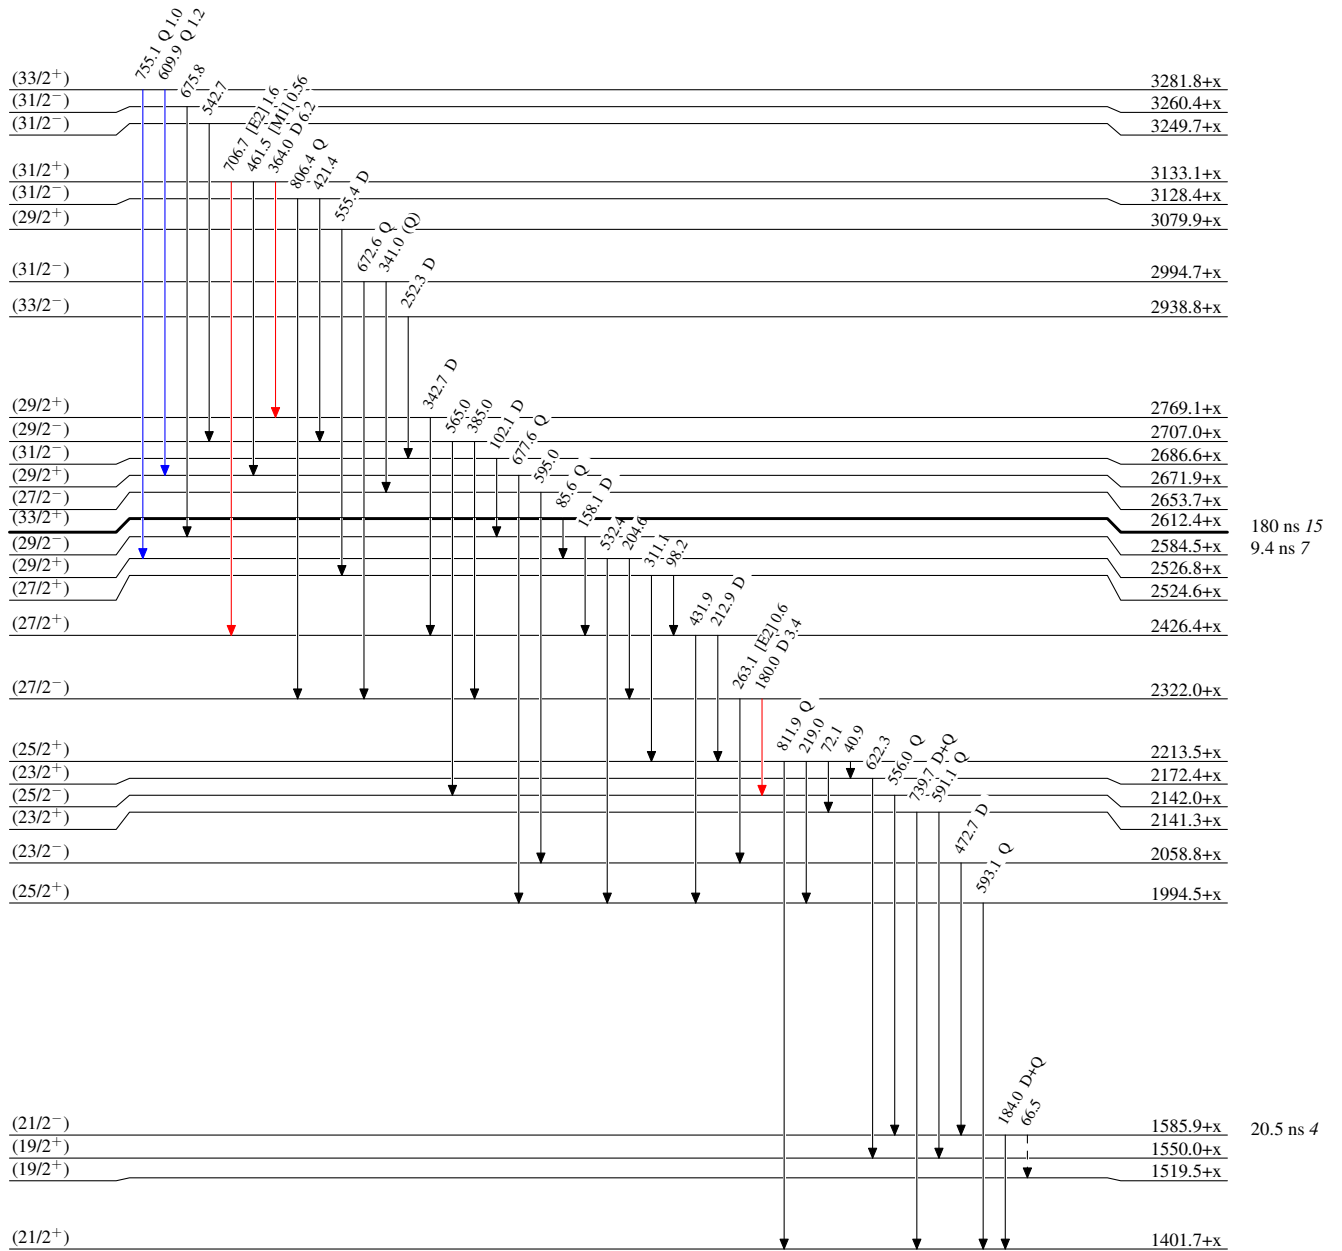 755.1 Q 1.0
609.9 Q 1.2
675.8
542.7
706.7 [E2] 1.6
461.5 [M1] 0.56
364.0 D 6.2
806.4 Q
421.4
555.4 D
672.6 Q
341.0 (Q)
252.3 D
342.7 D
565.0
385.0
102.1 D
677.6 Q
595.0
85.6 Q
158.1 D
532.4
204.6
311.1
98.2
431.9
212.9 D
263.1 [E2] 0.6
180.0 D 3.4
811.9 Q
219.0
72.1
40.9
622.3
556.0 Q
739.7 D+Q
591.1 Q
472.7 D
593.1 Q
184.0 D+Q
66.5
(33/2⁺) 3281.8+x
(31/2⁻) 3260.4+x
(31/2⁻) 3249.7+x
(31/2⁺) 3133.1+x
(31/2⁻) 3128.4+x
(29/2⁺) 3079.9+x
(31/2⁻) 2994.7+x
(33/2⁻) 2938.8+x
(29/2⁺) 2769.1+x
(29/2⁻) 2707.0+x
(31/2⁻) 2686.6+x
(29/2⁺) 2671.9+x
(27/2⁻) 2653.7+x
(33/2⁺) 2612.4+x 180 ns 15
(29/2⁻) 2584.5+x 9.4 ns 7
(29/2⁺) 2526.8+x
(27/2⁺) 2524.6+x
(27/2⁺) 2426.4+x
(27/2⁻) 2322.0+x
(25/2⁺) 2213.5+x
(23/2⁺) 2172.4+x
(25/2⁻) 2142.0+x
(23/2⁺) 2141.3+x
(23/2⁻) 2058.8+x
(25/2⁺) 1994.5+x
(21/2⁻) 1585.9+x 20.5 ns 4
(19/2⁺) 1550.0+x
(19/2⁺) 1519.5+x
(21/2⁺) 1401.7+x